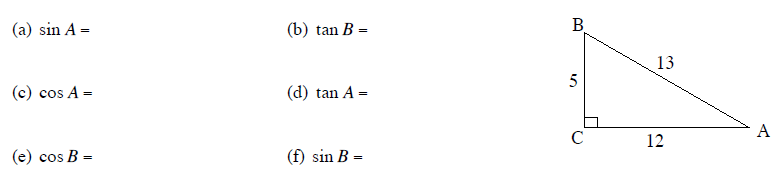 (a) sin A =
(b) tan B =
(c) cos A =
(d) tan A =
(e) cos B =
(f) sin B =
B
13
5
C
12
A